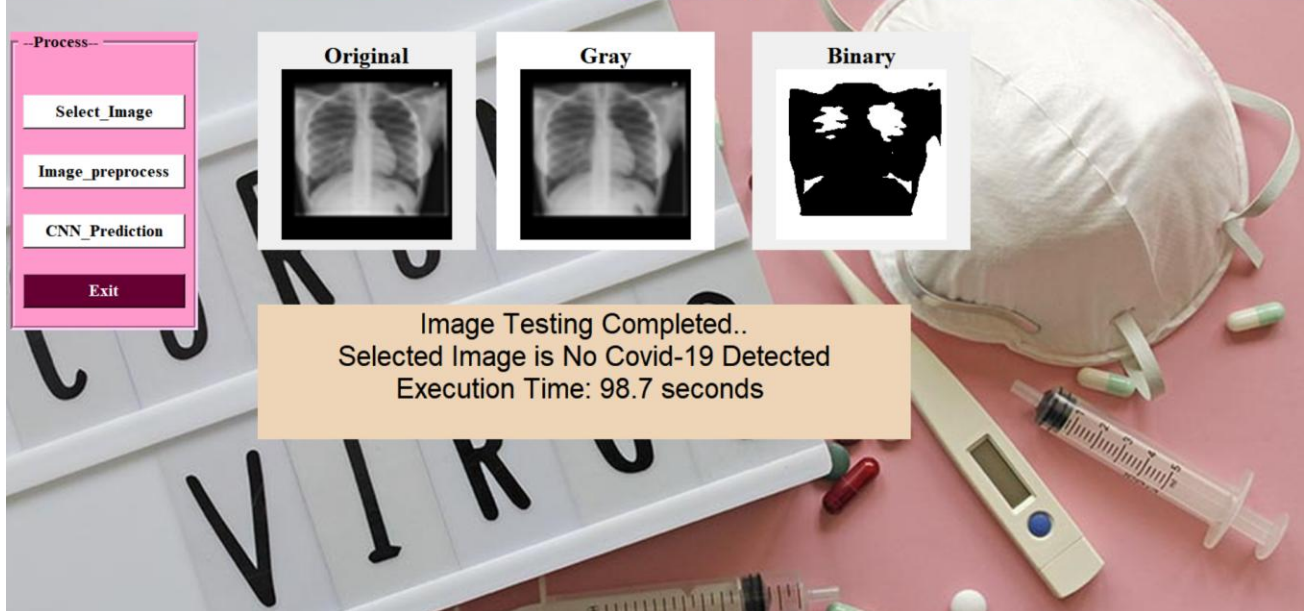 --Process--
Select_Image
Image_preprocess
CNN_Prediction
Exit
Original
Gray
Binary
Image Testing Completed..
Selected Image is No Covid-19 Detected
Execution Time: 98.7 seconds
VIRUS